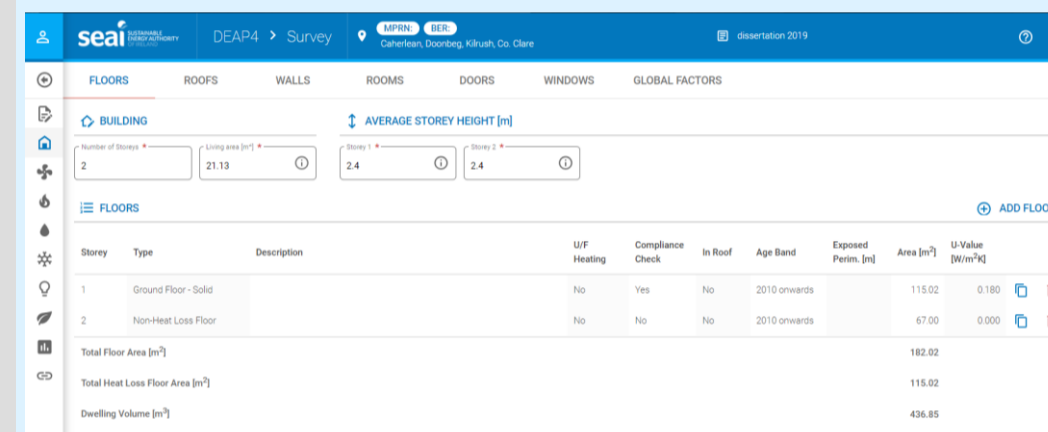 seai SUSTAINABLE ENERGY AUTHORITY OF IRELAND DEAP4 > Survey MPRN: BER: dissertation 2019
Caherlean, Doonbeg, Kilrush, Co. Clare
FLOORS ROOFS WALLS ROOMS DOORS WINDOWS GLOBAL FACTORS
BUILDING AVERAGE STOREY HEIGHT [m]
Number of Storeys * Living area [m²] * Storey 1 * Storey 2 *
2 21.13 2.4 2.4
FLOORS ADD FLOO
Storey Type Description U/F Heating Compliance Check In Roof Age Band Exposed Perim. [m] Area [m²] U-Value [W/m²K]
1 Ground Floor - Solid No Yes No 2010 onwards 115.02 0.180
2 Non-Heat Loss Floor No No No 2010 onwards 67.00 0.000
Total Floor Area [m²] 182.02
Total Heat Loss Floor Area [m²] 115.02
Dwelling Volume [m³] 436.85